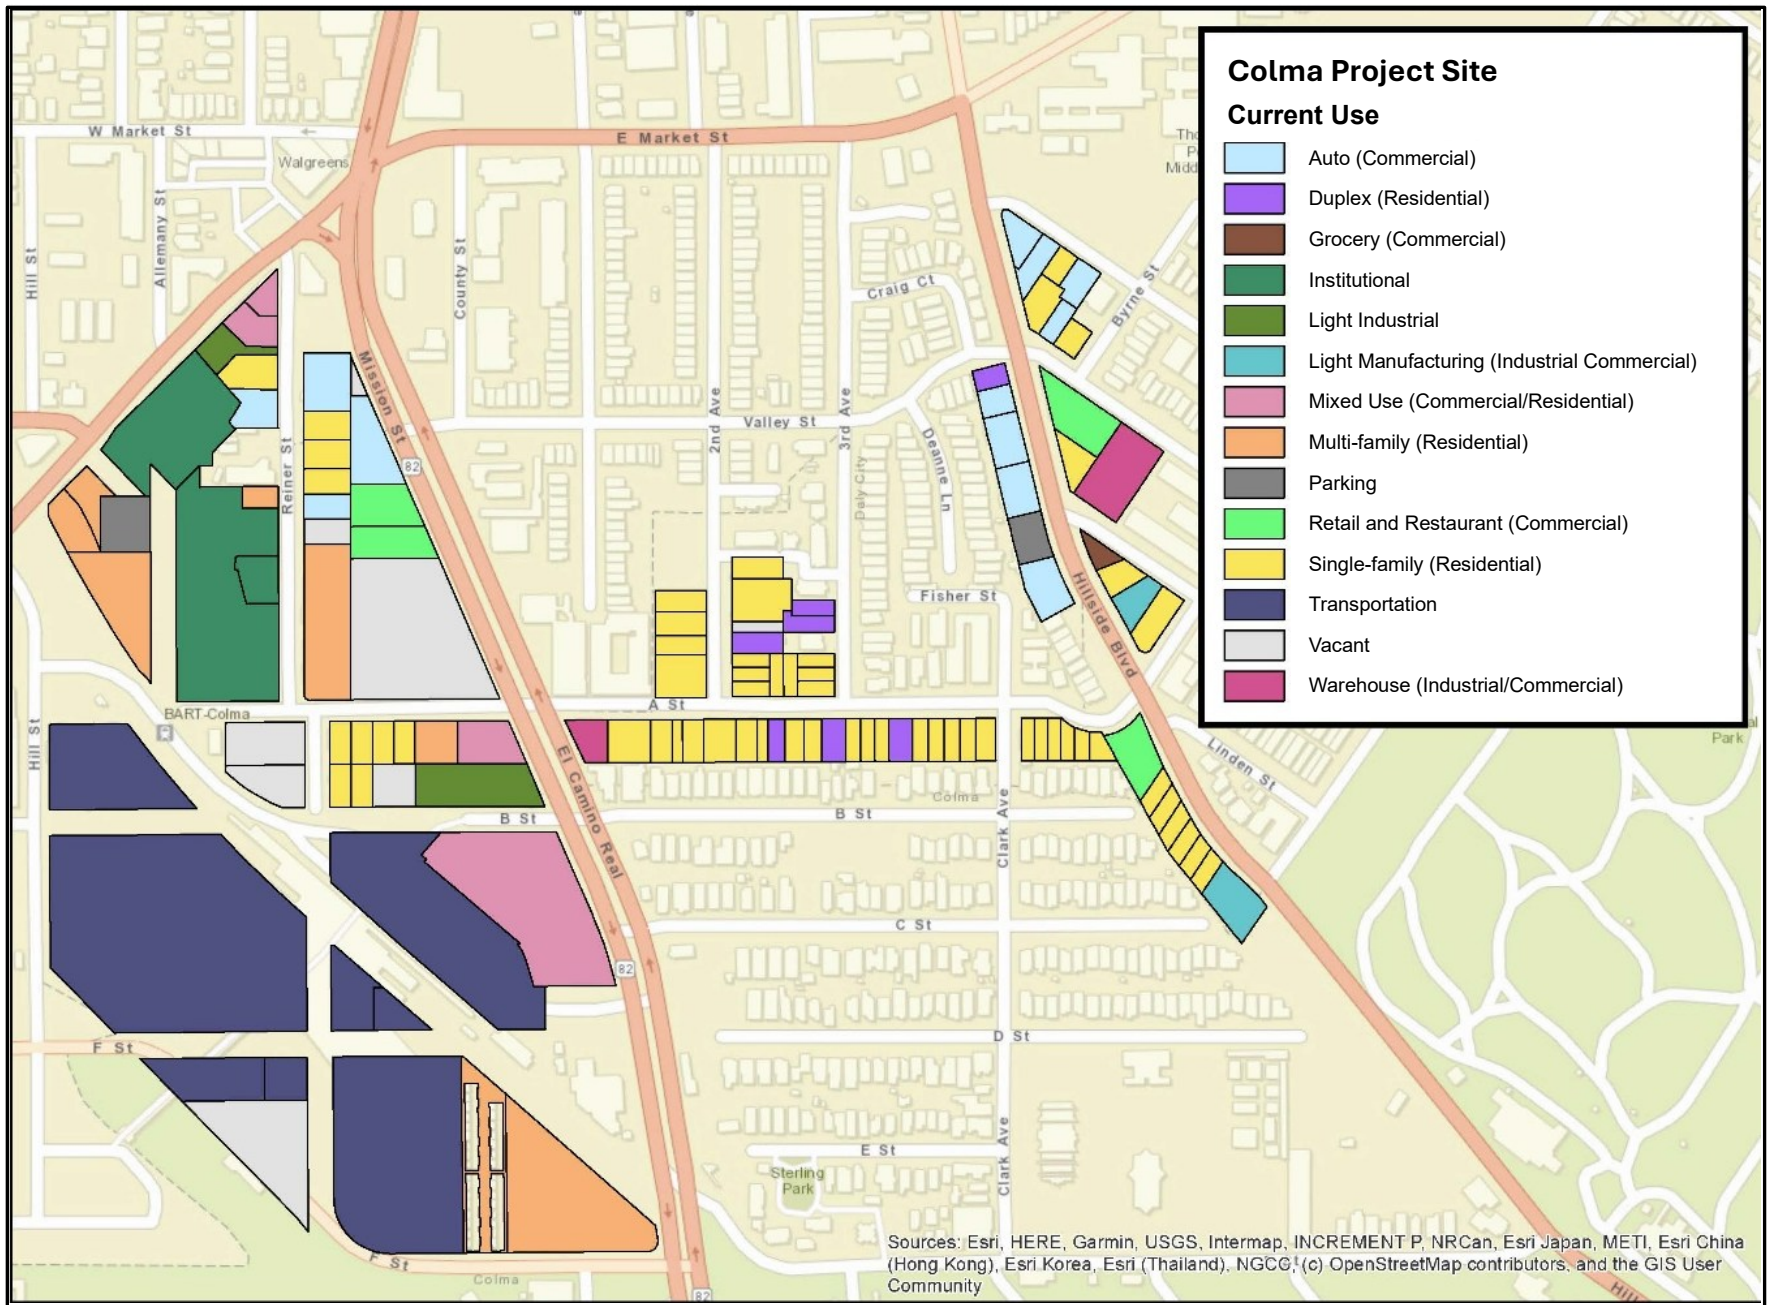 W Market St
Walgreens
E Market St
Hill St
Allemany St
County St
Craig Ct
Byrne St
Mission St
2nd Ave
Valley St
3rd Ave
Deanne Ln
82
Reiner St
Daly City
Fisher St
Hillside Blvd
A St
BART-Colma
Hill St
El Camino Real
Linden St
Park
Colma
B St
B St
Clark Ave
C St
82
D St
F St
E St
Clark Ave
Sterling
Park
F St
Colma
82
Colma Project Site
Current Use
Auto (Commercial)
Duplex (Residential)
Grocery (Commercial)
Institutional
Light Industrial
Light Manufacturing (Industrial Commercial)
Mixed Use (Commercial/Residential)
Multi-family (Residential)
Parking
Retail and Restaurant (Commercial)
Single-family (Residential)
Transportation
Vacant
Warehouse (Industrial/Commercial)
Sources: Esri, HERE, Garmin, USGS, Intermap, INCREMENT P, NRCan, Esri Japan, METI, Esri China
(Hong Kong), Esri Korea, Esri (Thailand), NGCC, (c) OpenStreetMap contributors, and the GIS User
Community